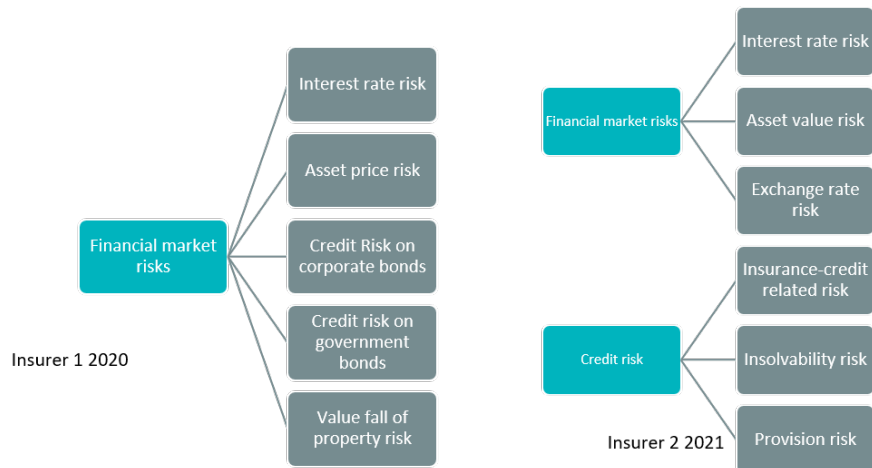 Financial market
risks
Interest rate risk
Asset price risk
Credit Risk on
corporate bonds
Credit risk on
government
bonds
Value fall of
property risk
Insurer 1 2020
Financial market risks
Interest rate risk
Asset value risk
Exchange rate
risk
Credit risk
Insurance-credit
related risk
Insolvability risk
Provision risk
Insurer 2 2021